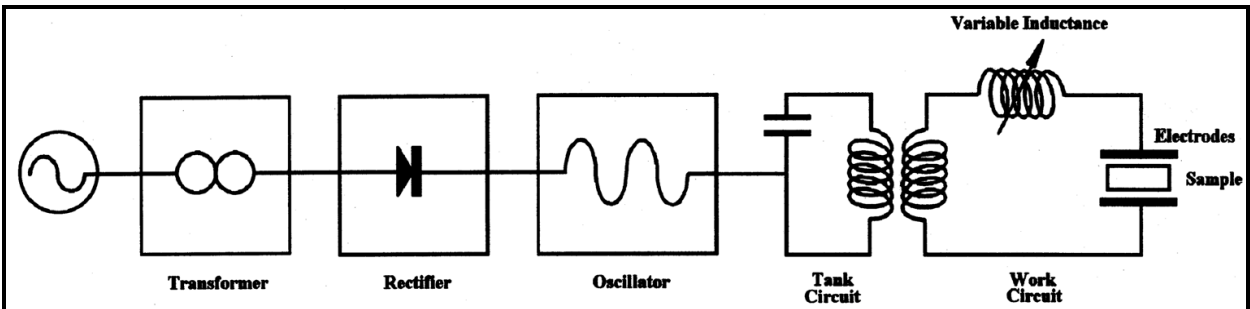 Variable Inductance
Electrodes
Sample
Transformer
Rectifier
Oscillator
Tank
Circuit
Work
Circuit